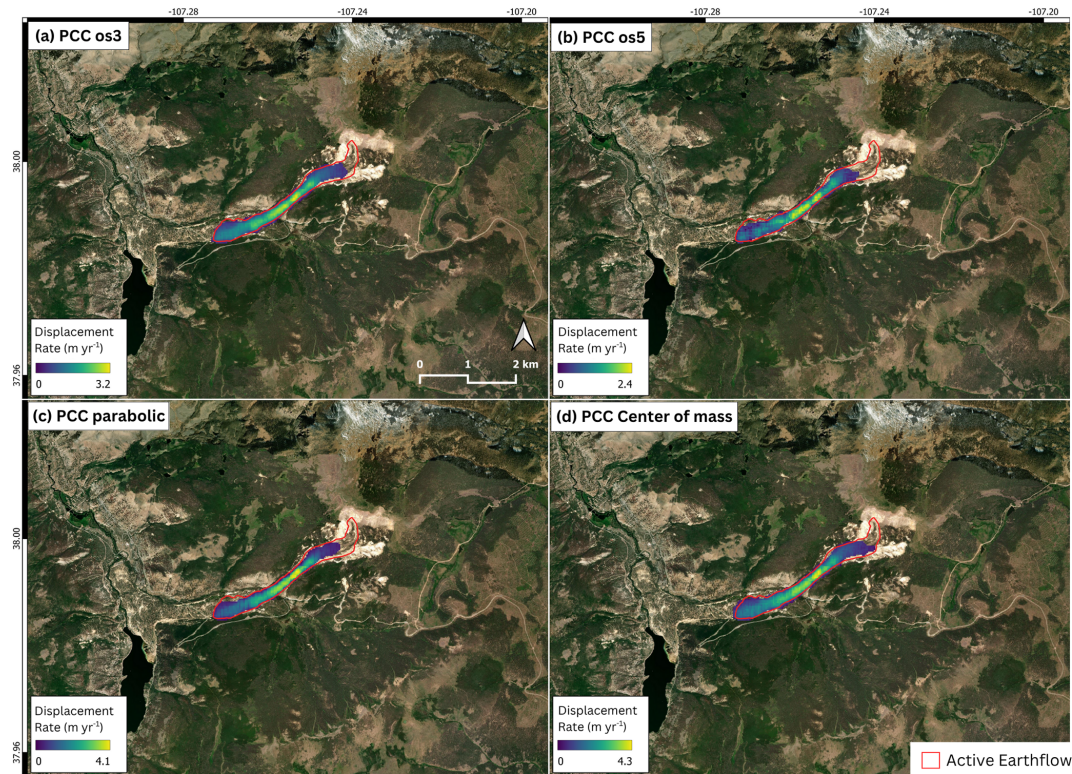 -107.28
-107.24
-107.20
-107.28
-107.24
-107.20
(a) PCC os3
(b) PCC os5
38.00
Displacement
Rate (m yr-1)
0
3.2
0
1
2 km
Displacement
Rate (m yr-1)
0
2.4
37.96
(c) PCC parabolic
(d) PCC Center of mass
38.00
Displacement
Rate (m yr-1)
0
4.1
Displacement
Rate (m yr-1)
0
4.3
37.96
Active Earthflow